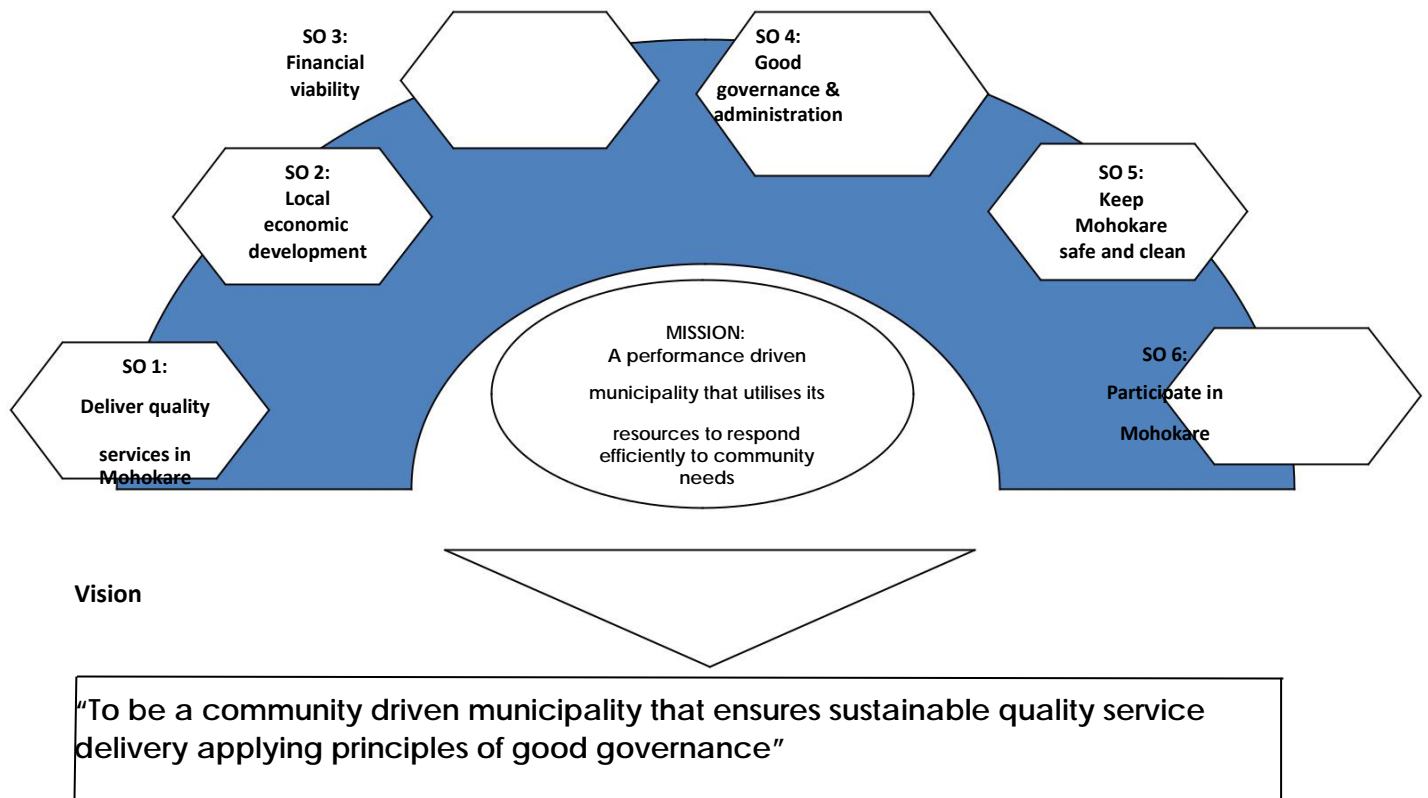 SO 3:
Financial
viability
SO 4:
Good
governance &
administration
SO 2:
Local
economic
development
SO 5:
Keep
Mohokare
safe and clean
SO 1:
Deliver quality
services in
Mohokare
MISSION:
A performance driven
municipality that utilises its
resources to respond
efficiently to community
needs
SO 6:
Participate in
Mohokare
Vision
“To be a community driven municipality that ensures sustainable quality service
delivery applying principles of good governance”